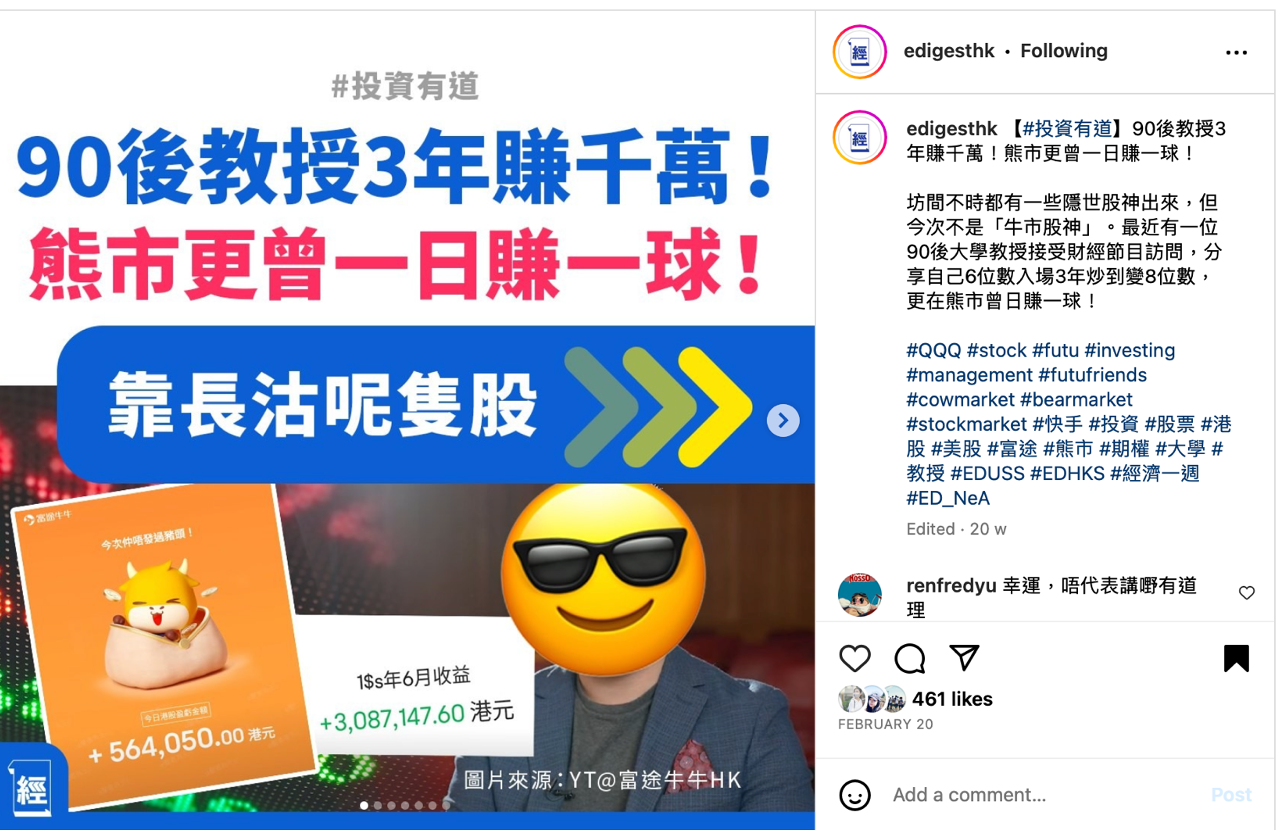 #投資有道
90後教授3年賺千萬！
熊市更曾一日賺一球！
靠長沽呢隻股
富途牛牛
今次仲唔發過豬頭！
今日港股盈虧金額
+ 564,050.00 港元
1$s年6月收益
+3,087,147.60 港元
圖片來源：YT@富途牛牛HK
經
經
edigesthk • Following
經
edigesthk 【#投資有道】90後教授3
年賺千萬！熊市更曾一日賺一球！
坊間不時都有一些隱世股神出來，但
今次不是「牛市股神」。最近有一位
90後大學教授接受財經節目訪問，分
享自己6位數入場3年炒到變8位數，
更在熊市曾日賺一球！
#QQQ #stock #futu #investing
#management #futufriends
#cowmarket #bearmarket
#stockmarket #快手 #投資 #股票 #港
股 #美股 #富途 #熊市 #期權 #大學 #
教授 #EDUSS #EDHKS #經濟一週
#ED_NeA
Edited · 20 w
renfredyu 幸運，唔代表講嘢有道
理
461 likes
FEBRUARY 20
Add a comment...
Post